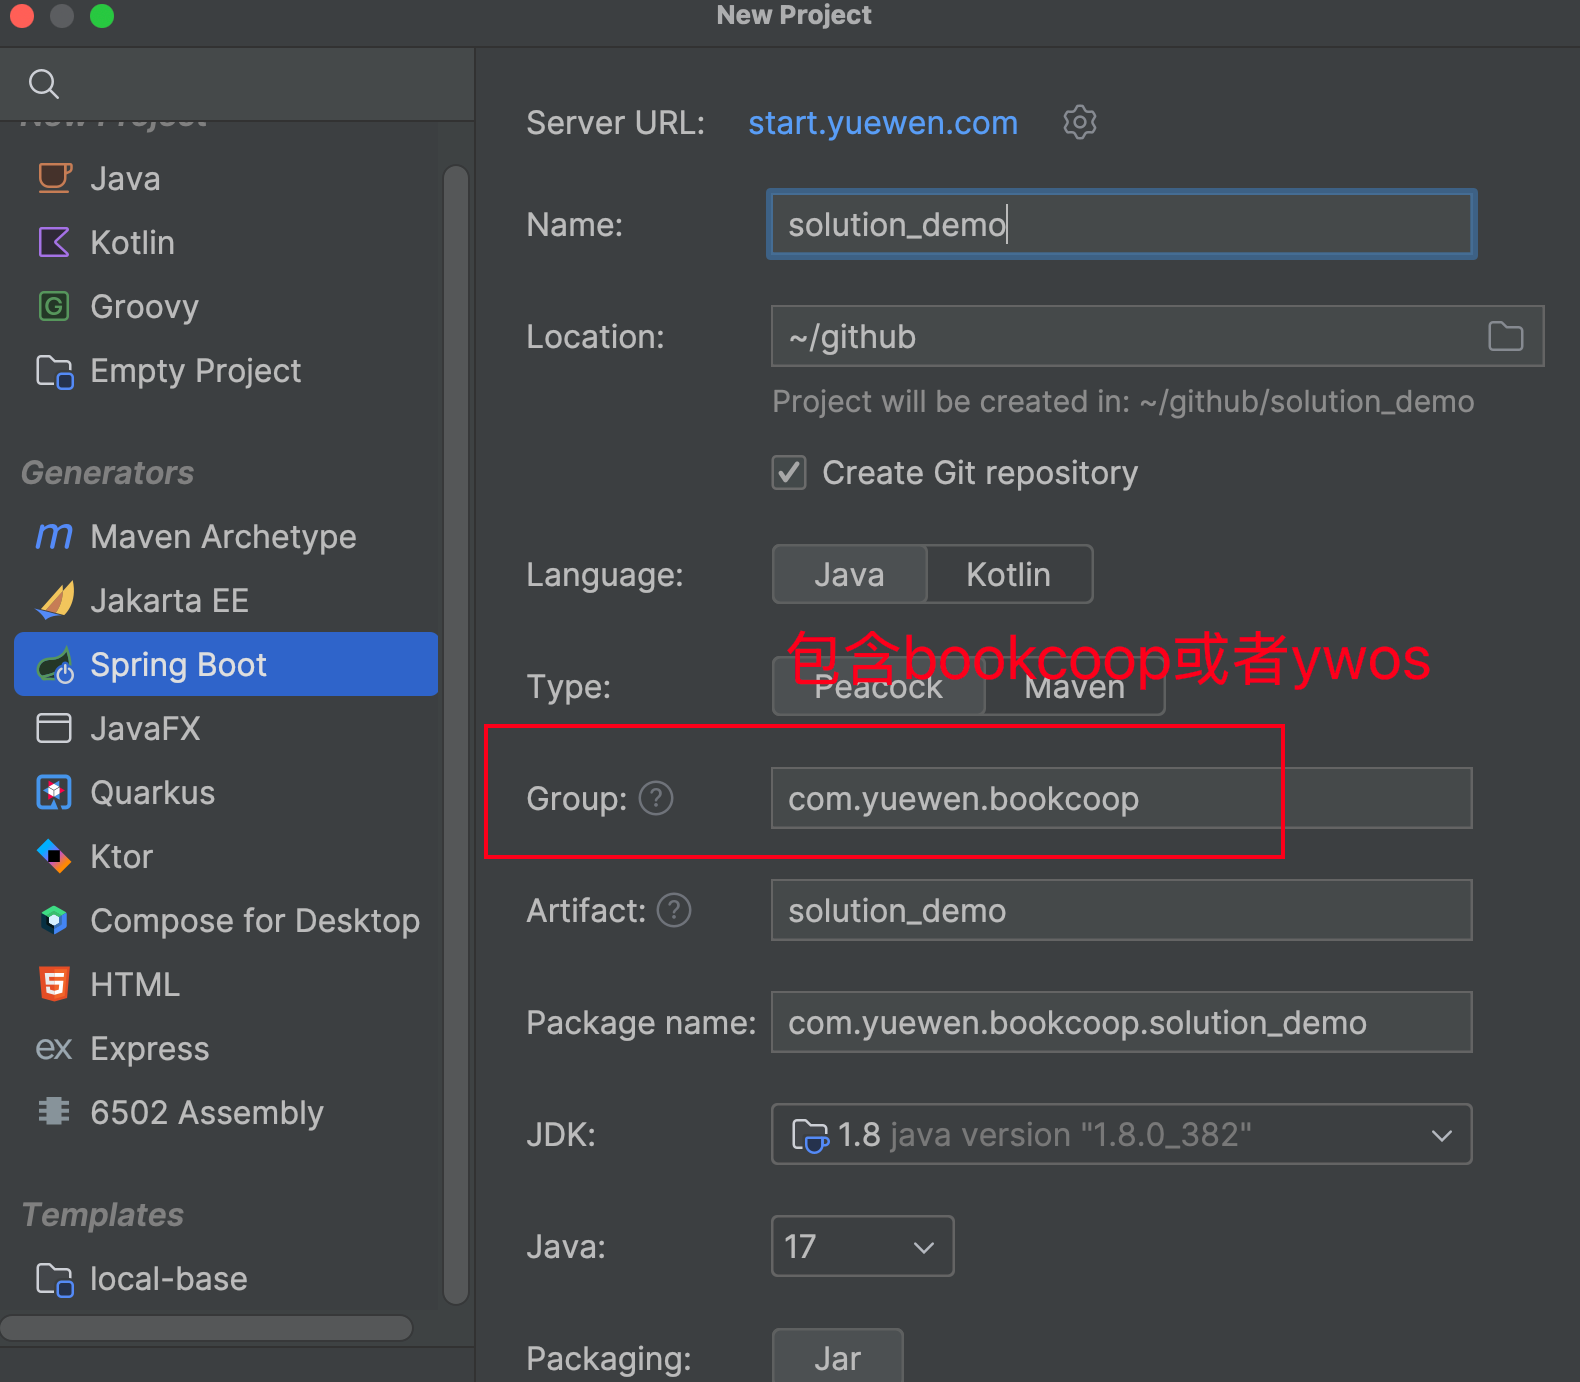 New Project
New Project
Java
Kotlin
G Groovy
Empty Project
Generators
m Maven Archetype
Jakarta EE
Spring Boot
JavaFX
Quarkus
Ktor
Compose for Desktop
5 HTML
ex Express
6502 Assembly
Templates
local-base
Server URL: start.yuewen.com
Name: solution_demo
Location: ~/github
Project will be created in: ~/github/solution_demo
Create Git repository
Language: Java Kotlin
包含bookcoop或者ywos
Type: Peacock Maven
Group: ? com.yuewen.bookcoop
Artifact: ? solution_demo
Package name: com.yuewen.bookcoop.solution_demo
JDK: 1.8 java version "1.8.0_382"
Java: 17
Packaging: Jar